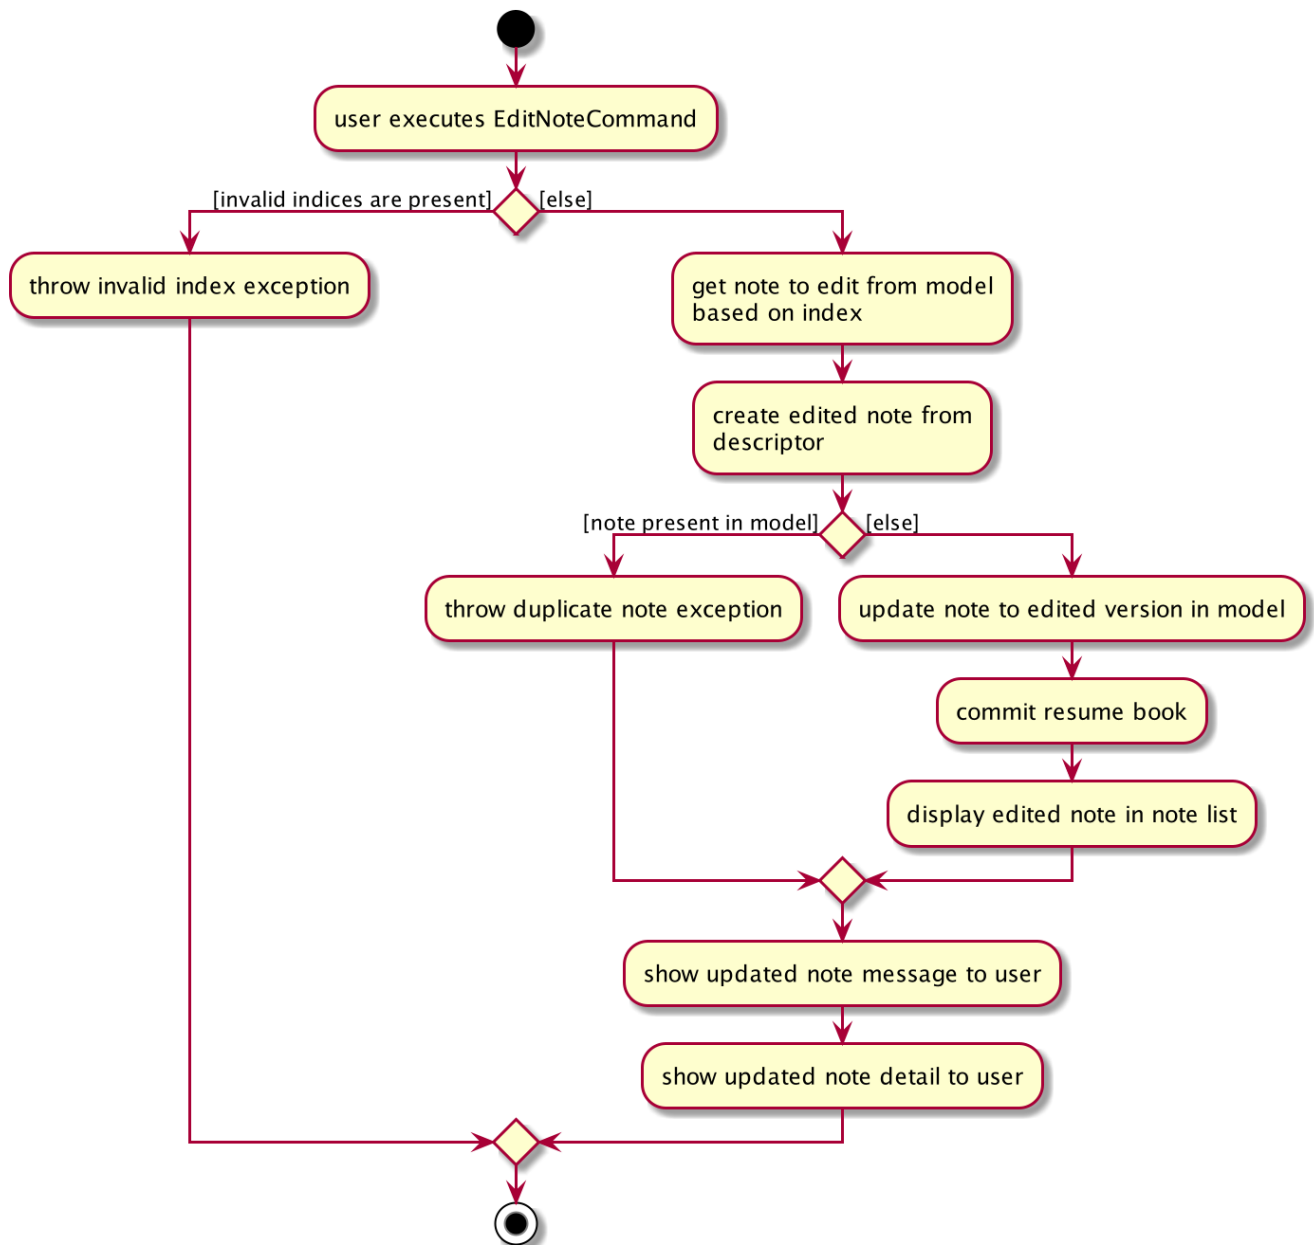 user executes EditNoteCommand
[invalid indices are present]
[else]
throw invalid index exception
get note to edit from model
based on index
create edited note from
descriptor
[note present in model]
[else]
throw duplicate note exception
update note to edited version in model
commit resume book
display edited note in note list
show updated note message to user
show updated note detail to user